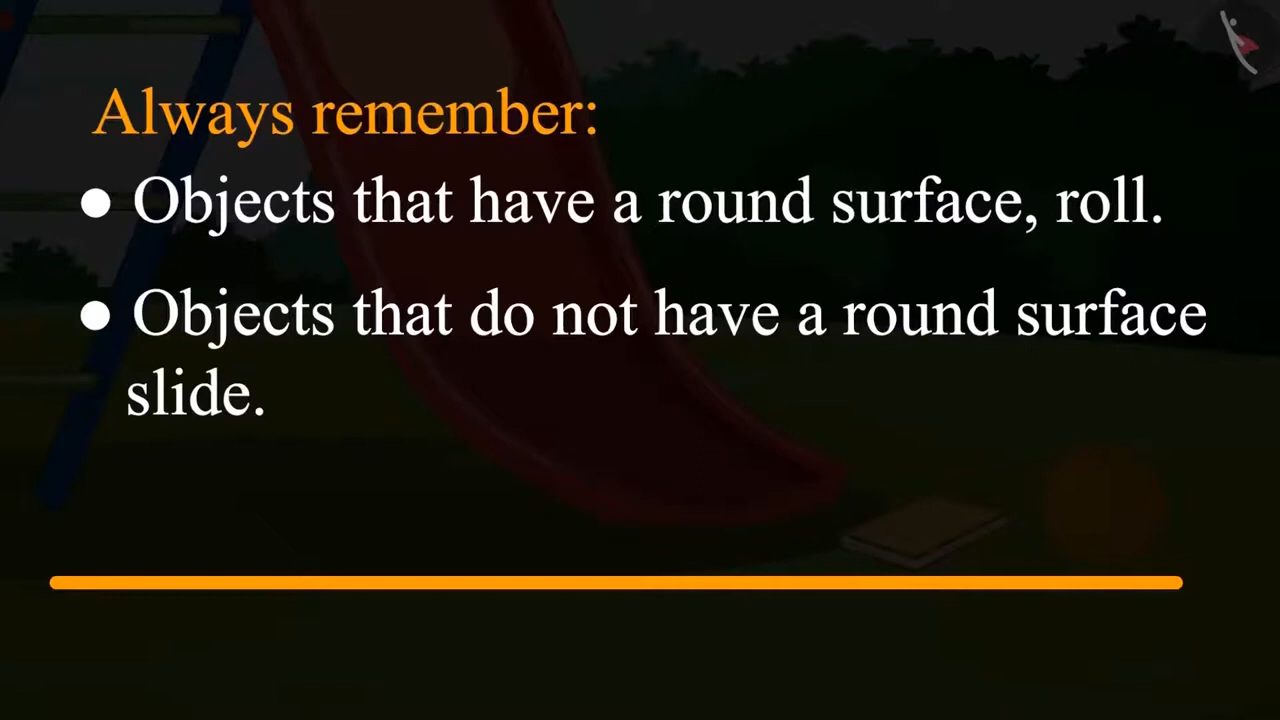 Always remember:
● Objects that have a round surface, roll.
● Objects that do not have a round surface
slide.